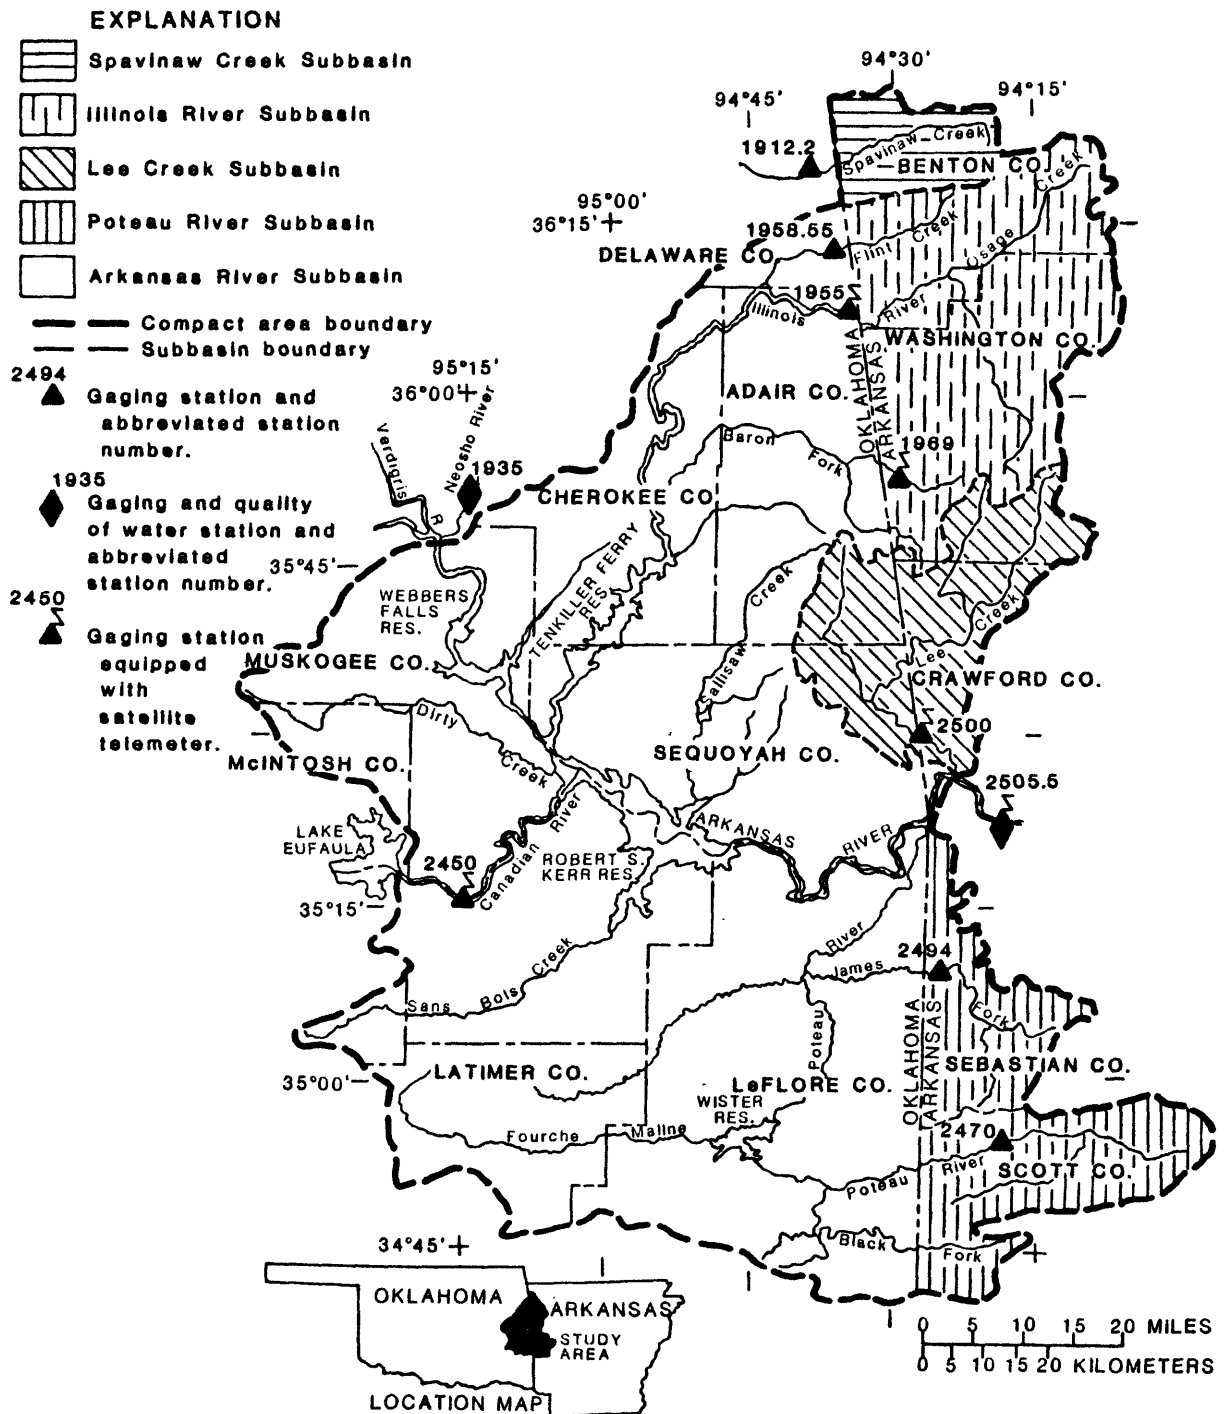 EXPLANATION
Spavinaw Creek Subbasin
Illinois River Subbasin
Lee Creek Subbasin
Poteau River Subbasin
Arkansas River Subbasin
Compact area boundary
Subbasin boundary
2494
Gaging station and
abbreviated station
number.
1935
Gaging and quality
of water station and
abbreviated
station number.
2450
Gaging station
equipped
with
satellite
telemeter.
94°30'
94°45'
94°15'
1912.2
Spavinaw Creek
BENTON CO.
Creek
95°00'
36°15'
1958.55
DELAWARE CO.
Flint Creek
Osage
1955
Illinois
River
WASHINGTON CO.
OKLAHOMA
ARKANSAS
95°15'
36°00'
ADAIR CO.
Verdigris
R
Neosho River
1935
Baron
Fork
1969
CHEROKEE CO
35°45'
WEBBERS
FALLS
RES.
TENKILLER FERRY
RES
Creek
Sallisaw
Creek
Lee
MUSKOGEE CO.
CRAWFORD CO.
Dirty
Creek
2500
McINTOSH CO.
SEQUOYAH CO.
2505.5
River
ARKANSAS
RIVER
LAKE
EUFAULA
2450
Canadian
ROBERT S.
KERR RES.
35°15'
River
2494
James
Fork
Sans
Bois
Creek
Poteau
OKLAHOMA
ARKANSAS
SEBASTIAN CO.
35°00'
LATIMER CO.
LeFLORE CO.
WISTER
RES.
Fourche
Maline
2470
Poteau
River
SCOTT CO.
Black
Fork
34°45'
OKLAHOMA
ARKANSAS
STUDY
AREA
LOCATION MAP
0 5 10 15 20 MILES
0 5 10 15 20 KILOMETERS